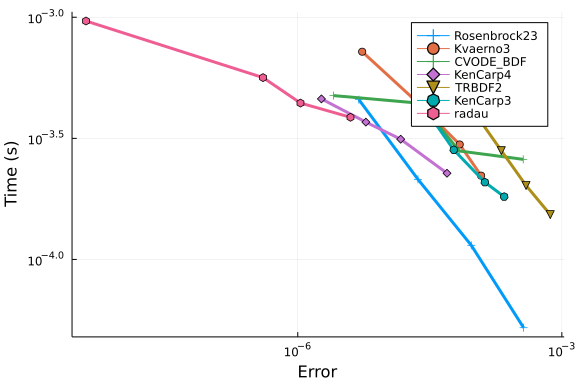 10^-3.0
Rosenbrock23
Kvaerno3
CVODE_BDF
KenCarp4
TRBDF2
KenCarp3
radau
10^-3.5
Time (s)
10^-4.0
10^-6
10^-3
Error